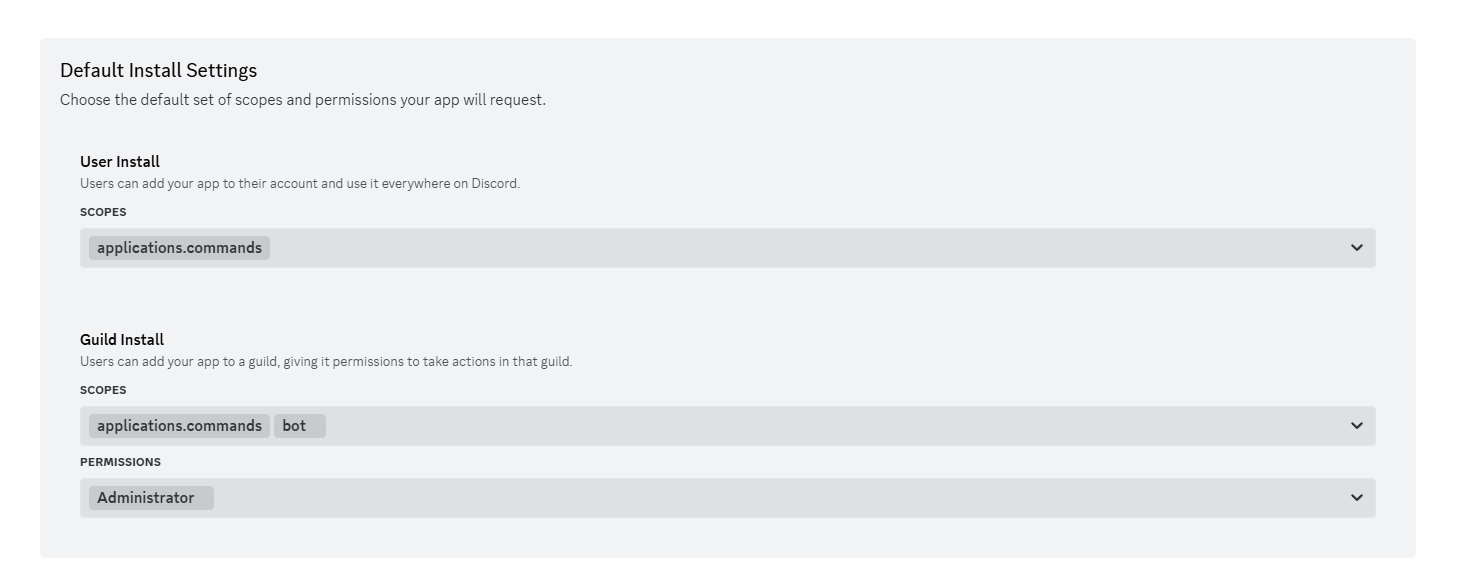 Default Install Settings
Choose the default set of scopes and permissions your app will request.
User Install
Users can add your app to their account and use it everywhere on Discord.
SCOPES
applications.commands
Guild Install
Users can add your app to a guild, giving it permissions to take actions in that guild.
SCOPES
applications.commands bot
PERMISSIONS
Administrator